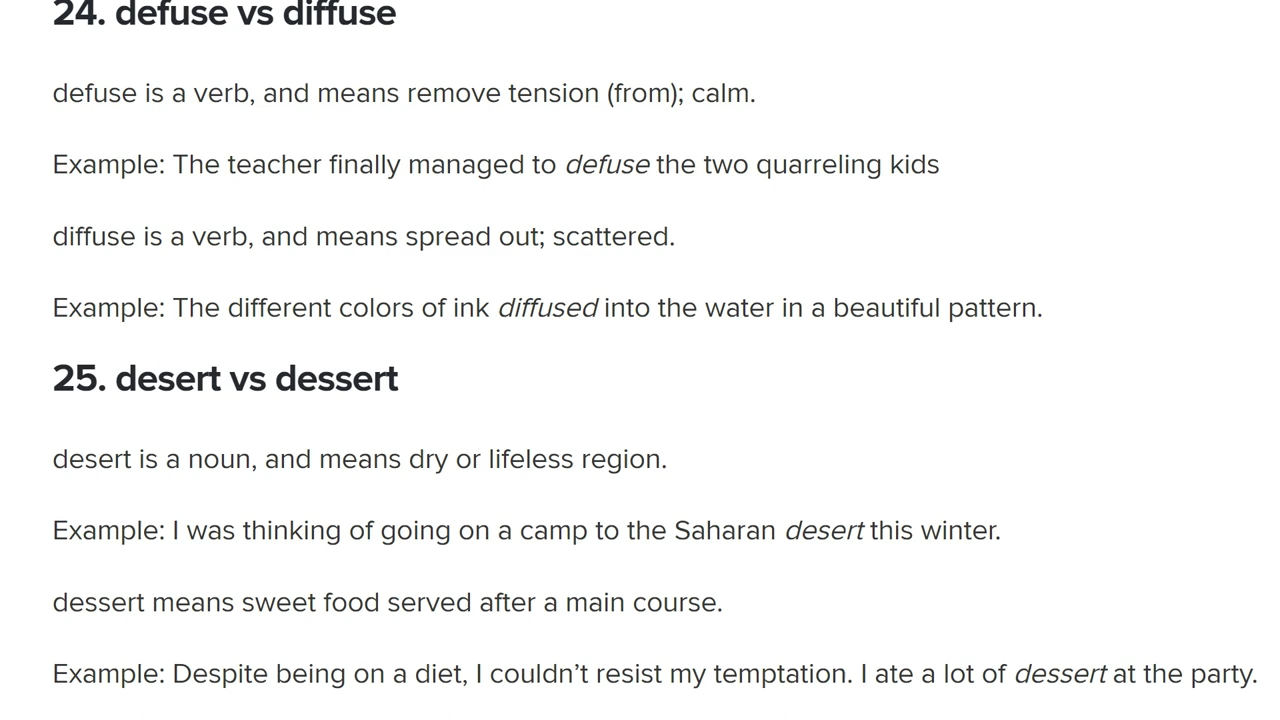 24. defuse vs diffuse
defuse is a verb, and means remove tension (from); calm.
Example: The teacher finally managed to defuse the two quarreling kids
diffuse is a verb, and means spread out; scattered.
Example: The different colors of ink diffused into the water in a beautiful pattern.
25. desert vs dessert
desert is a noun, and means dry or lifeless region.
Example: I was thinking of going on a camp to the Saharan desert this winter.
dessert means sweet food served after a main course.
Example: Despite being on a diet, I couldn’t resist my temptation. I ate a lot of dessert at the party.